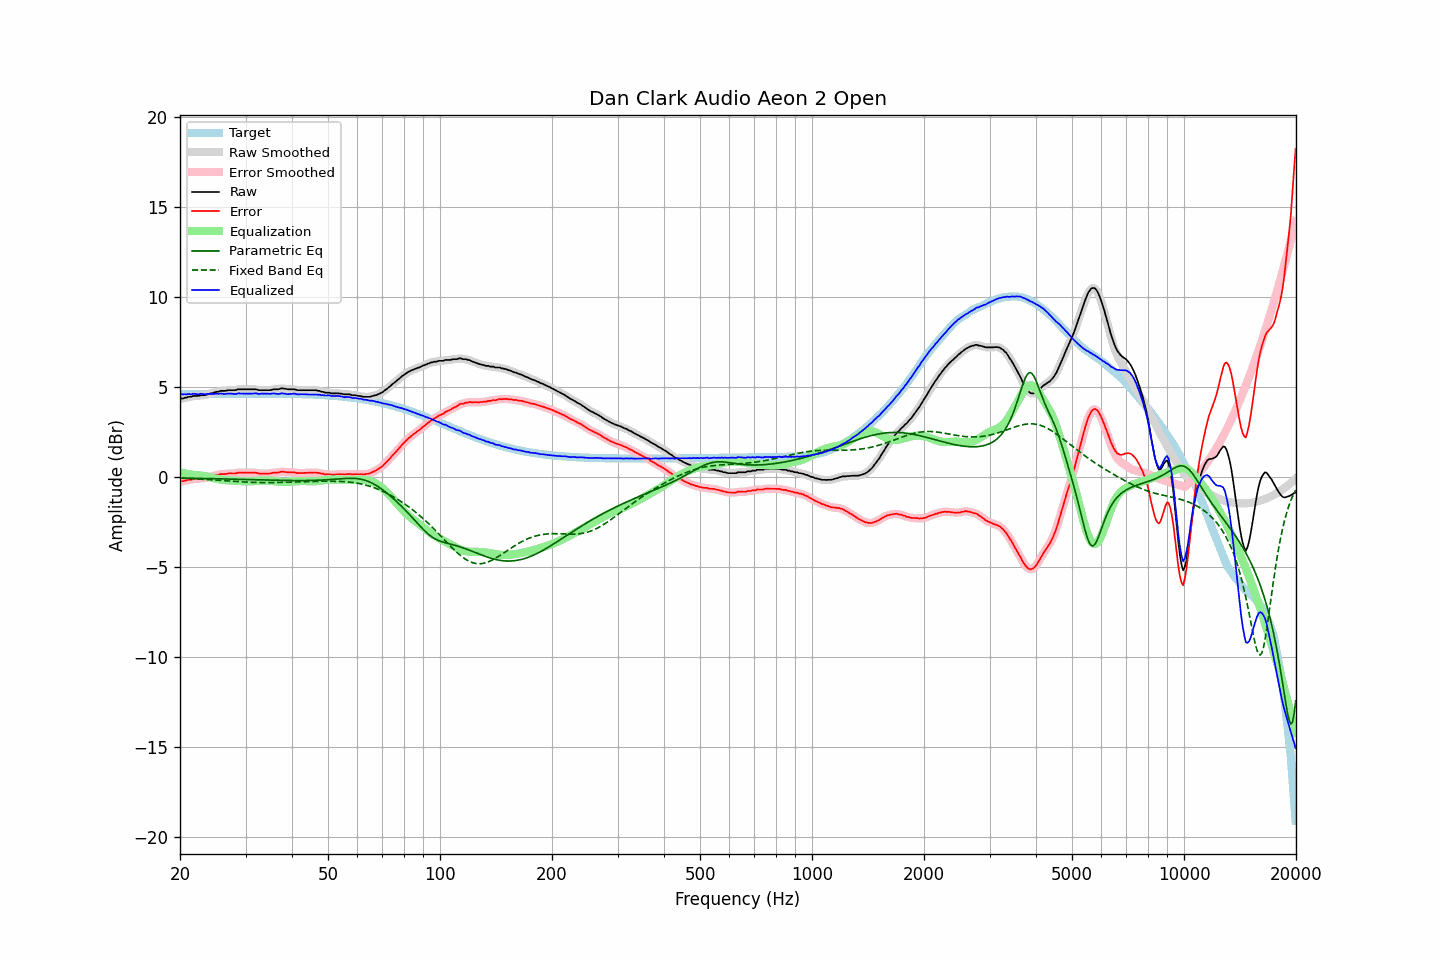 Dan Clark Audio Aeon 2 Open
20
15
10
5
0
−5
−10
−15
−20
Amplitude (dBr)
Target
Raw Smoothed
Error Smoothed
Raw
Error
Equalization
Parametric Eq
Fixed Band Eq
Equalized
20 50 100 200 500 1000 2000 5000 10000 20000
Frequency (Hz)